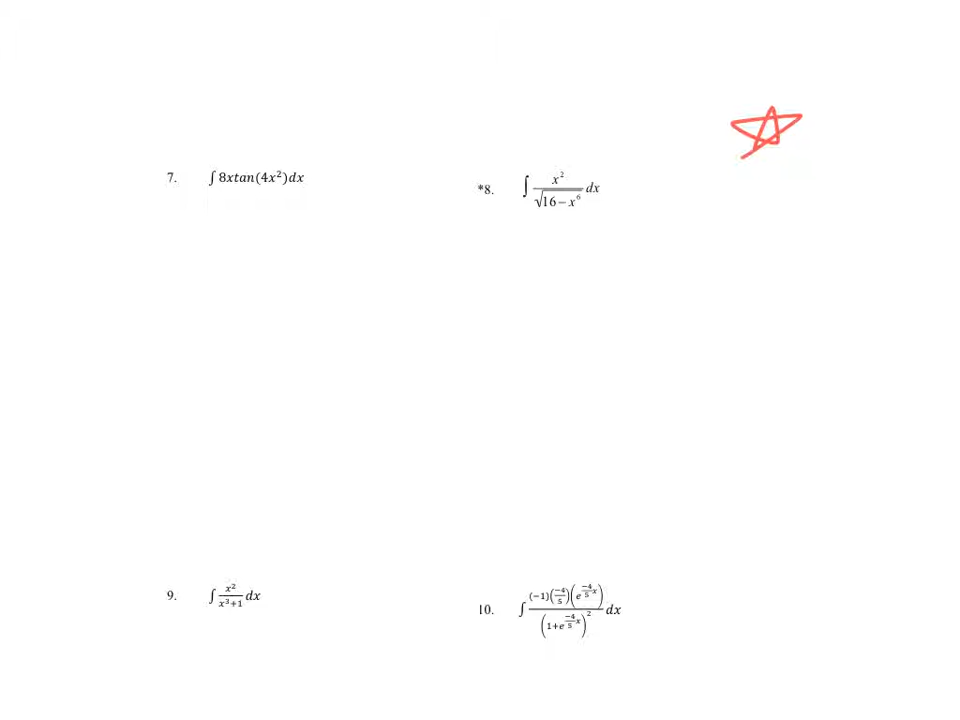 7. ∫ 8xtan(4x²)dx
*8. ∫ x²/√(16 − x⁶) dx
9. ∫ x²/(x³+1) dx
10. ∫ (−1)(−4/5)(e^(−4/5 x))/(1+e^(−4/5 x))² dx